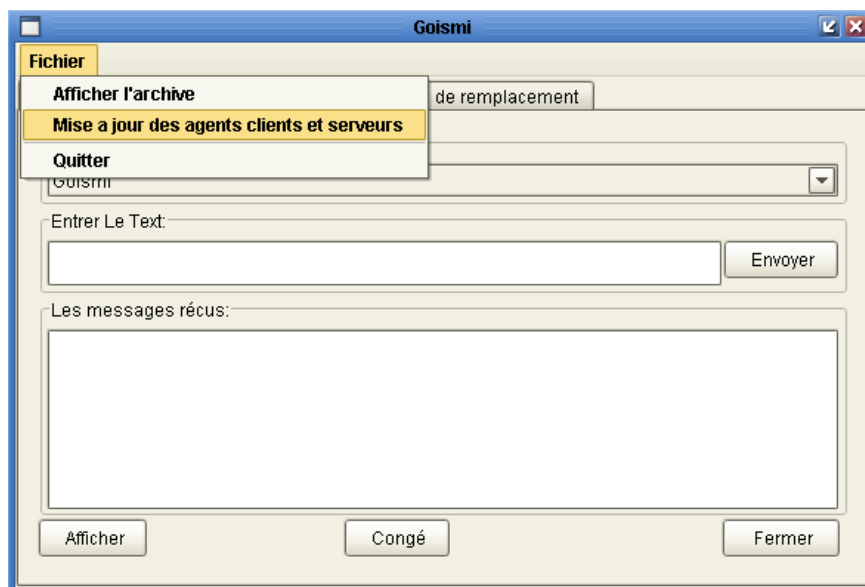 Goismi
Fichier
Afficher l'archive
de remplacement
Mise a jour des agents clients et serveurs
Quitter
Goismi
Entrer Le Text:
Envoyer
Les messages récus:
Afficher
Congé
Fermer